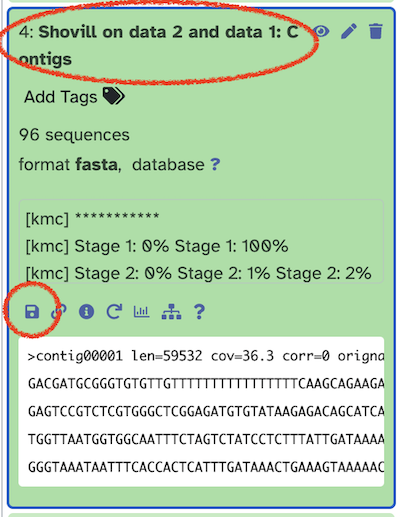 4: Shovill on data 2 and data 1: C
ontigs
Add Tags
96 sequences
format fasta, database ?
[kmc] ***********
[kmc] Stage 1: 0% Stage 1: 100%
[kmc] Stage 2: 0% Stage 2: 1% Stage 2: 2%
?
>contig00001 len=59532 cov=36.3 corr=0 origna
GACGATGCGGGTGTGTTGTTTTTTTTTTTTTTTTTCAAGCAGAAGA
GAGTCCGTCTCGTGGGCTCGGAGATGTGTATAAGAGACAGCATCA
TGGTTAATGGTGGCAATTTCTAGTCTATCCTCTTTATTGATAAAA
GGGTAAATAATTTCACCACTCATTTGATAAACTGAAAGTAAAAAC